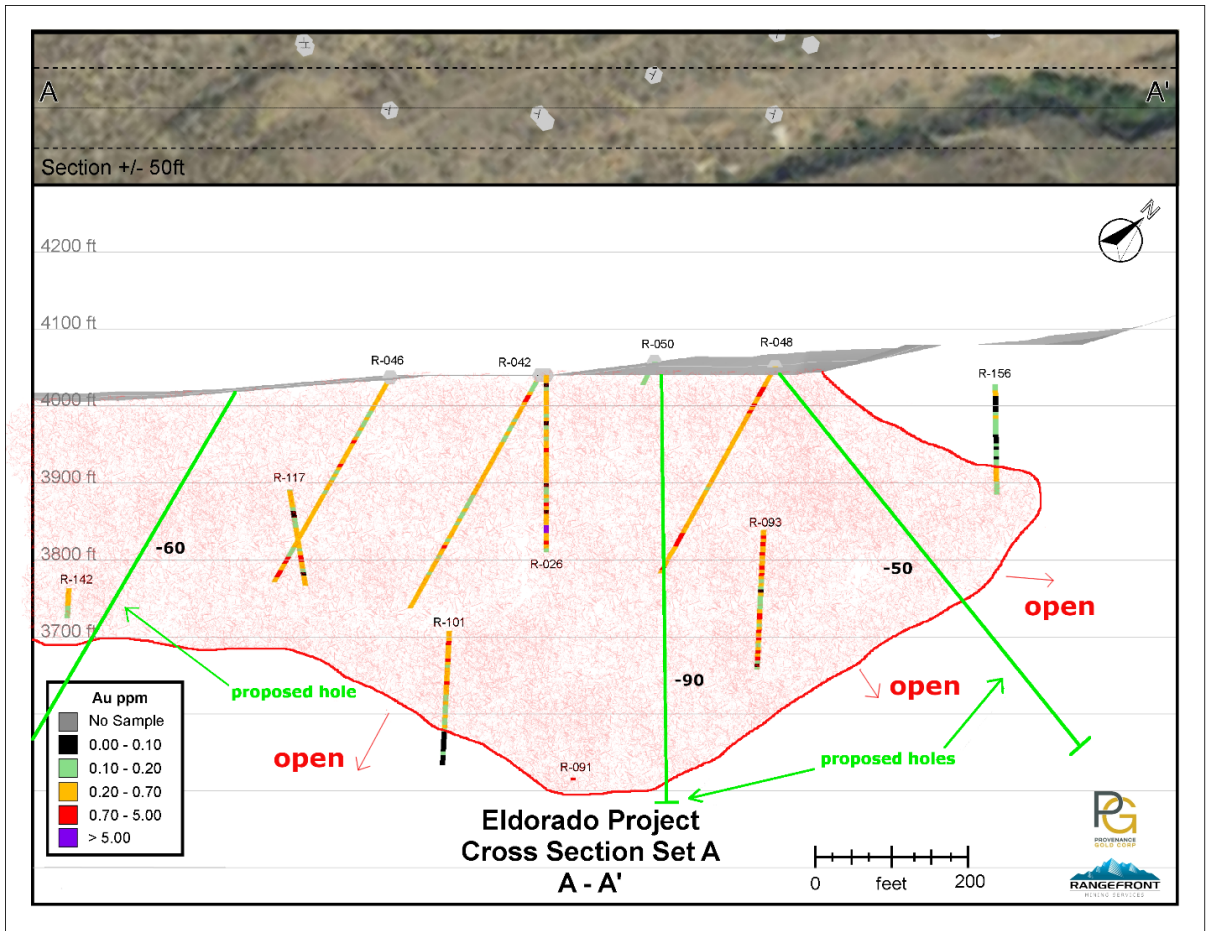 A
A'
Section +/- 50ft
N
4200 ft
4100 ft
4000 ft
3900 ft
3800 ft
3700 ft
R-046
R-042
R-050
R-048
R-156
R-117
R-093
R-026
R-142
R-101
R-091
-60
-50
-90
open
open
open
proposed hole
proposed holes
Au ppm
No Sample
0.00 - 0.10
0.10 - 0.20
0.20 - 0.70
0.70 - 5.00
> 5.00
Eldorado Project
Cross Section Set A
A - A'
0 feet 200
PG
PROVENANCE
GOLD CORP
RANGEFRONT
MINING SERVICES